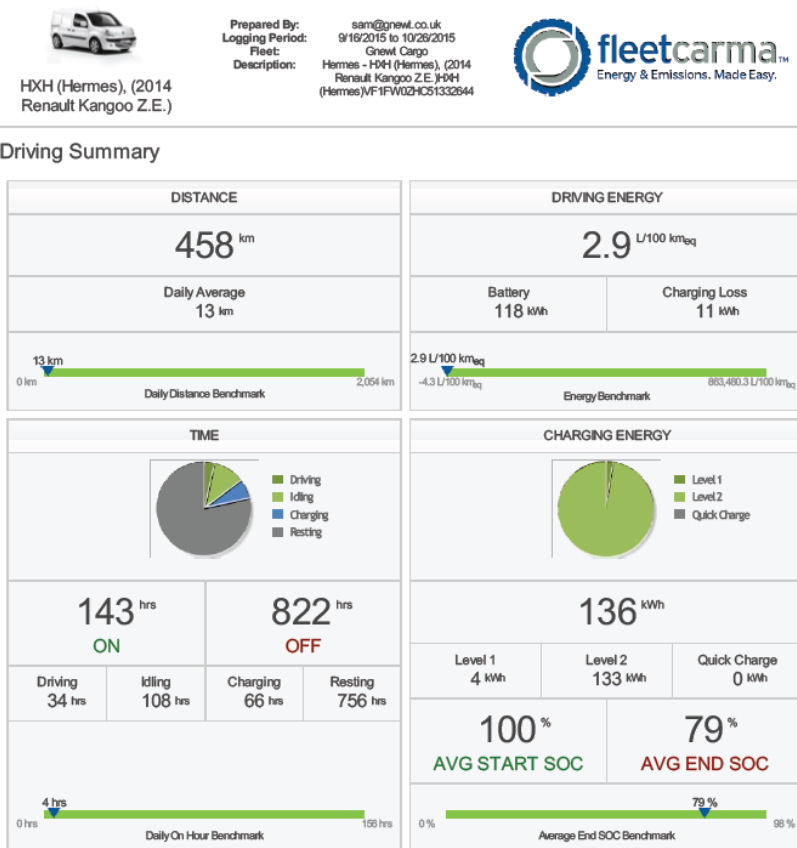 HXH (Hermes), (2014
Renault Kangoo Z.E.)
Prepared By: sam@gnewt.co.uk
Logging Period: 9/16/2015 to 10/26/2015
Fleet: Gnewt Cargo
Description: Hermes - HXH (Hermes), (2014
Renault Kangoo Z.E.)HXH
(Hermes)VF1FW0ZHC51332644
fleetcarma™
Energy & Emissions. Made Easy.
Driving Summary
DISTANCE
458 km
Daily Average
13 km
13 km
0 km 2,054 km
Daily Distance Benchmark
DRIVING ENERGY
2.9 L/100 kmeq
Battery Charging Loss
118 kWh 11 kWh
2.9 L/100 kmeq
-4.3 L/100 kmeq 863,480.3 L/100 kmeq
Energy Benchmark
TIME
Driving
Idling
Charging
Resting
143 hrs 822 hrs
ON OFF
Driving Idling Charging Resting
34 hrs 108 hrs 66 hrs 756 hrs
4 hrs
0 hrs 156 hrs
Daily On Hour Benchmark
CHARGING ENERGY
Level 1
Level 2
Quick Charge
136 kWh
Level 1 Level 2 Quick Charge
4 kWh 133 kWh 0 kWh
100 % 79 %
AVG START SOC AVG END SOC
79 %
0 % 98 %
Average End SOC Benchmark